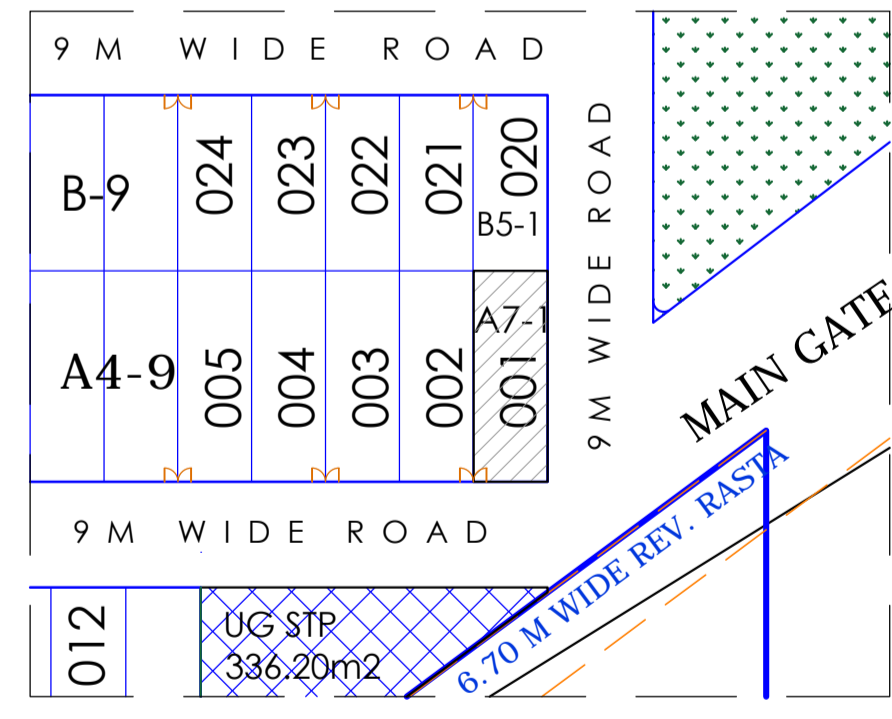 9 M WIDE ROAD
024
023
022
021
020
B-9
B5-1
9 M WIDE ROAD
A7-1
A4-9
005
004
003
002
001
MAIN GATE
9 M WIDE ROAD
6.70 M WIDE REV. RASTA
012
UG STP
336.20m2